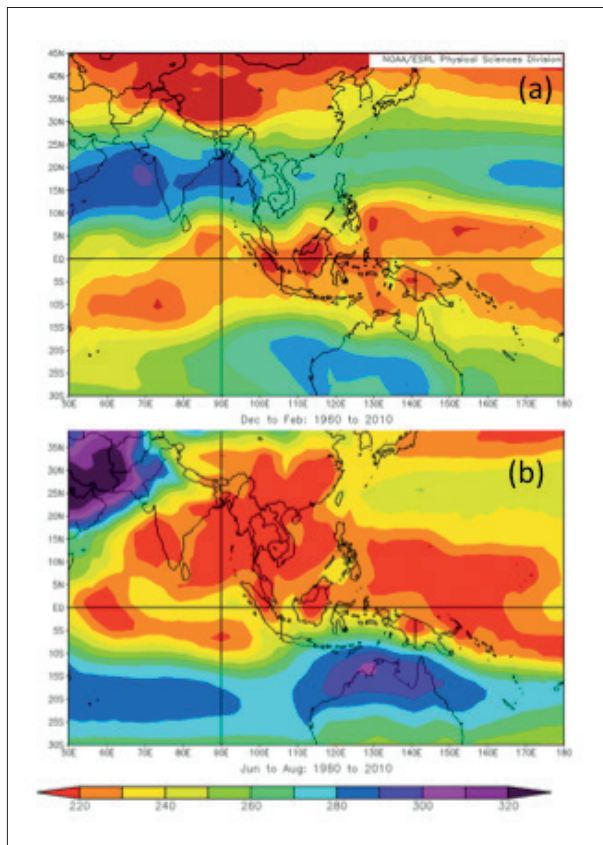 NOAA/ESRL Physical Sciences Division
(a)
45N
40N
35N
30N
25N
20N
15N
10N
5N
EQ
5S
10S
15S
20S
25S
30S
50E 60E 70E 80E 90E 100E 110E 120E 130E 140E 150E 160E 170E 180
Dec to Feb: 1960 to 2010
(b)
35N
30N
25N
20N
15N
10N
5N
EQ
5S
10S
15S
20S
25S
30S
50E 60E 70E 80E 90E 100E 110E 120E 130E 140E 150E 160E 170E 180
Jun to Aug: 1980 to 2010
220 240 260 280 300 320